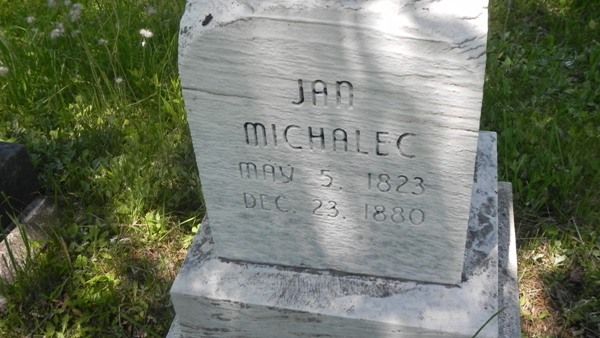 JAN
MICHALEC
MAY 5. 1823
DEC. 23. 1880